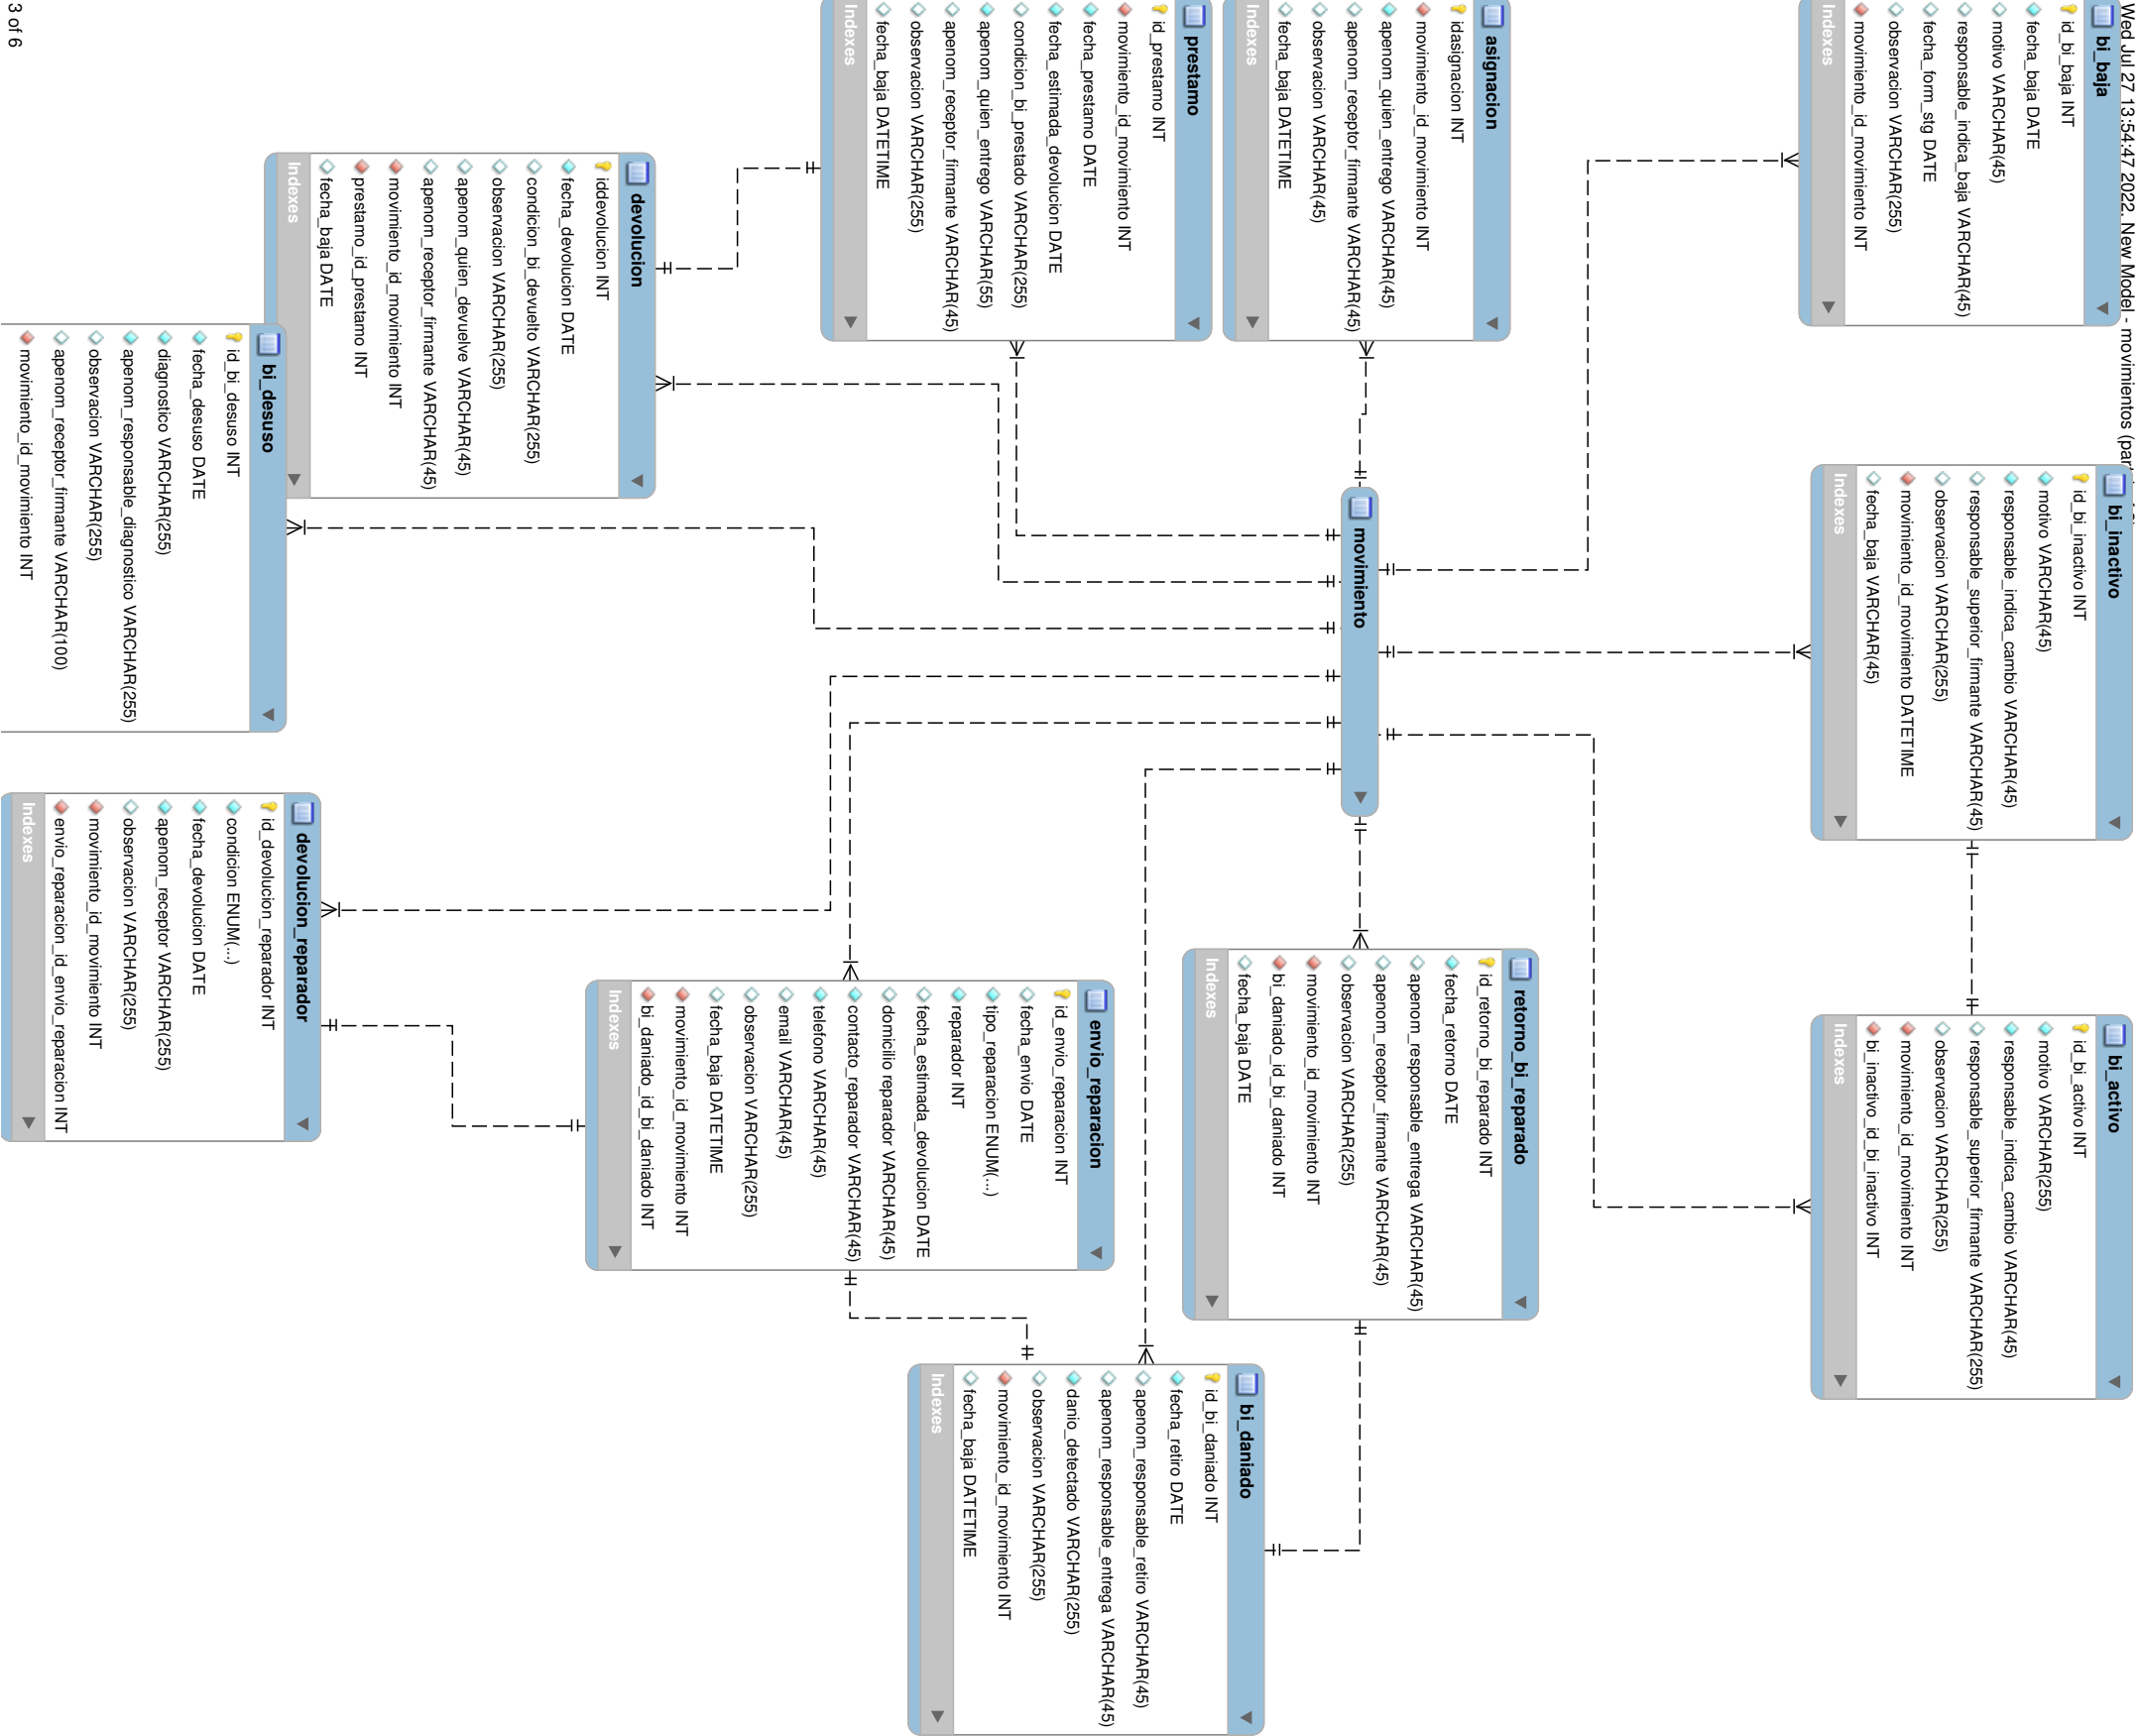 Wed Jul 27 13:54:47 2022, New Model - movimientos (par
bi_baja
id_bi_baja INT
fecha_baja DATE
motivo VARCHAR(45)
responsable_indica_baja VARCHAR(45)
fecha_form_stg DATE
observacion VARCHAR(255)
movimiento_id_movimiento INT
Indexes
bi_inactivo
id_bi_inactivo INT
motivo VARCHAR(45)
responsable_indica_cambio VARCHAR(45)
responsable_superior_firmante VARCHAR(45)
observacion VARCHAR(255)
movimiento_id_movimiento DATETIME
fecha_baja VARCHAR(45)
Indexes
bi_activo
id_bi_activo INT
motivo VARCHAR(255)
responsable_indica_cambio VARCHAR(45)
responsable_superior_firmante VARCHAR(255)
observacion VARCHAR(255)
movimiento_id_movimiento INT
bi_inactivo_id_bi_inactivo INT
Indexes
asignacion
idasignacion INT
movimiento_id_movimiento INT
apenom_quien_entrego VARCHAR(45)
apenom_receptor_firmante VARCHAR(45)
observacion VARCHAR(45)
fecha_baja DATETIME
Indexes
movimiento
retorno_bi_reparado
id_retorno_bi_reparado INT
fecha_retorno DATE
apenom_responsable_entrega VARCHAR(45)
apenom_receptor_firmante VARCHAR(45)
observacion VARCHAR(255)
movimiento_id_movimiento INT
bi_daniado_id_bi_daniado INT
fecha_baja DATE
Indexes
prestamo
id_prestamo INT
movimiento_id_movimiento INT
fecha_prestamo DATE
fecha_estimada_devolucion DATE
condicion_bi_prestado VARCHAR(255)
apenom_quien_entrego VARCHAR(55)
apenom_receptor_firmante VARCHAR(45)
observacion VARCHAR(255)
fecha_baja DATETIME
Indexes
bi_daniado
id_bi_daniado INT
fecha_retiro DATE
apenom_responsable_retiro VARCHAR(45)
apenom_responsable_entrega VARCHAR(45)
danio_detectado VARCHAR(255)
observacion VARCHAR(255)
movimiento_id_movimiento INT
fecha_baja DATETIME
Indexes
envio_reparacion
id_envio_reparacion INT
fecha_envio DATE
tipo_reparacion ENUM(...)
reparador INT
fecha_estimada_devolucion DATE
domicilio reparador VARCHAR(45)
contacto_reparador VARCHAR(45)
telefono VARCHAR(45)
email VARCHAR(45)
observacion VARCHAR(255)
fecha_baja DATETIME
movimiento_id_movimiento INT
bi_daniado_id_bi_daniado INT
Indexes
devolucion
iddevolucion INT
fecha_devolucion DATE
condicion_bi_devuelto VARCHAR(255)
observacion VARCHAR(255)
apenom_quien_devuelve VARCHAR(45)
apenom_receptor_firmante VARCHAR(45)
movimiento_id_movimiento INT
prestamo_id_prestamo INT
fecha_baja DATE
Indexes
bi_desuso
id_bi_desuso INT
fecha_desuso DATE
diagnostico VARCHAR(255)
apenom_responsable_diagnostico VARCHAR(255)
observacion VARCHAR(255)
apenom_receptor_firmante VARCHAR(100)
movimiento_id_movimiento INT
devolucion_reparador
id_devolucion_reparador INT
condicion ENUM(...)
fecha_devolucion DATE
apenom_receptor VARCHAR(255)
observacion VARCHAR(255)
movimiento_id_movimiento INT
envio_reparacion_id_envio_reparacion INT
Indexes
3 of 6